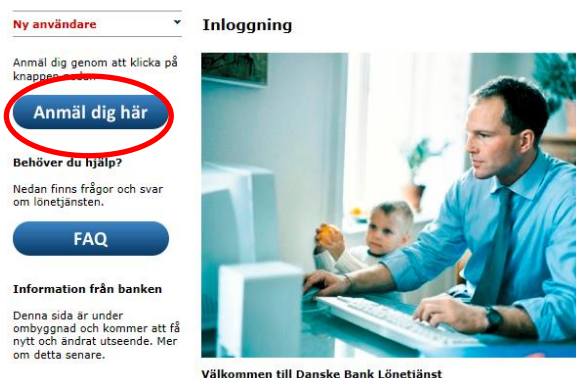 Ny användare
Inloggning
Anmäl dig genom att klicka på
knappen nedan
Anmäl dig här
Behöver du hjälp?
Nedan finns frågor och svar
om lönetjänsten.
FAQ
Information från banken
Denna sida är under
ombyggnad och kommer att få
nytt och ändrat utseende. Mer
om detta senare.
Välkommen till Danske Bank Lönetjänst